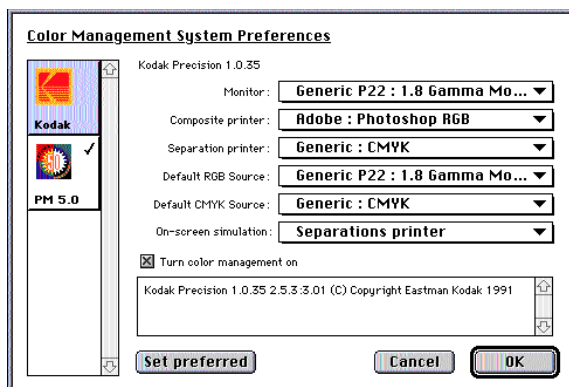 Color Management System Preferences
Kodak Precision 1.0.35
Kodak
PM 5.0
Monitor: Generic P22 : 1.8 Gamma Mo...
Composite printer: Adobe : Photoshop RGB
Separation printer: Generic : CMYK
Default RGB Source: Generic P22 : 1.8 Gamma Mo...
Default CMYK Source: Generic : CMYK
On-screen simulation: Separations printer
Turn color management on
Kodak Precision 1.0.35 2.5.3:3.01 (C) Copyright Eastman Kodak 1991
Set preferred
Cancel
OK